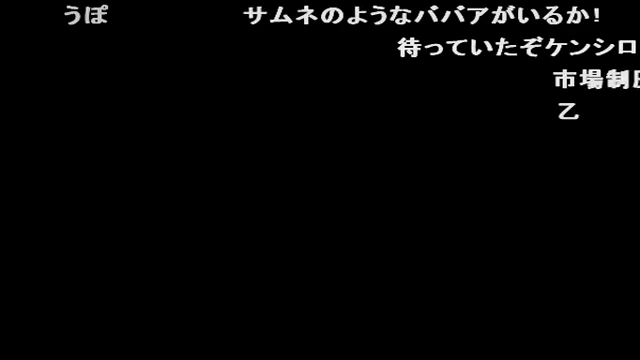 うぽ
サムネのようなババアがいるか!
待っていたぞケンシロ
市場制圧
乙